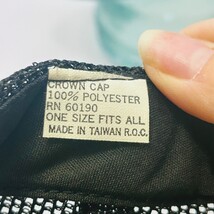 CROWN CAP
100% POLYESTER
RN 60190
ONE SIZE FITS ALL
MADE IN TAIWAN R.O.C.